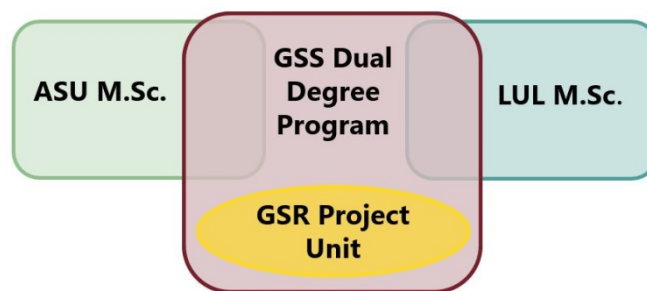 ASU M.Sc.
GSS Dual
Degree
Program
LUL M.Sc.
GSR Project
Unit